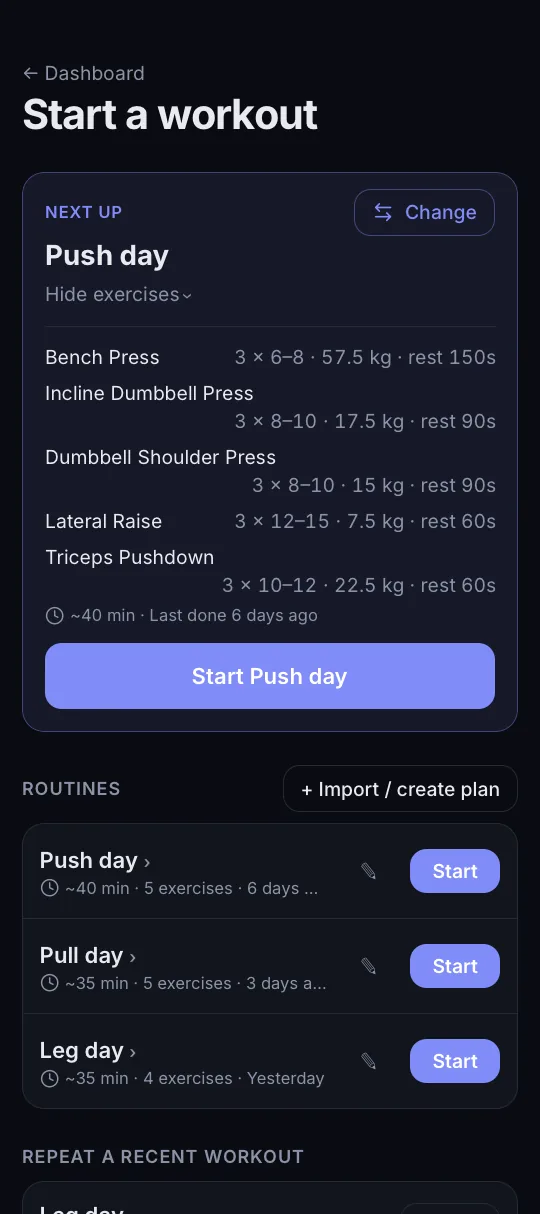 ← Dashboard
Start a workout
NEXT UP
Change
Push day
Hide exercises
Bench Press 3 × 6–8 · 57.5 kg · rest 150s
Incline Dumbbell Press
3 × 8–10 · 17.5 kg · rest 90s
Dumbbell Shoulder Press
3 × 8–10 · 15 kg · rest 90s
Lateral Raise 3 × 12–15 · 7.5 kg · rest 60s
Triceps Pushdown
3 × 10–12 · 22.5 kg · rest 60s
~40 min · Last done 6 days ago
Start Push day
ROUTINES
+ Import / create plan
Push day ›
~40 min · 5 exercises · 6 days ...
Start
Pull day ›
~35 min · 5 exercises · 3 days a...
Start
Leg day ›
~35 min · 4 exercises · Yesterday
Start
REPEAT A RECENT WORKOUT
Leg day